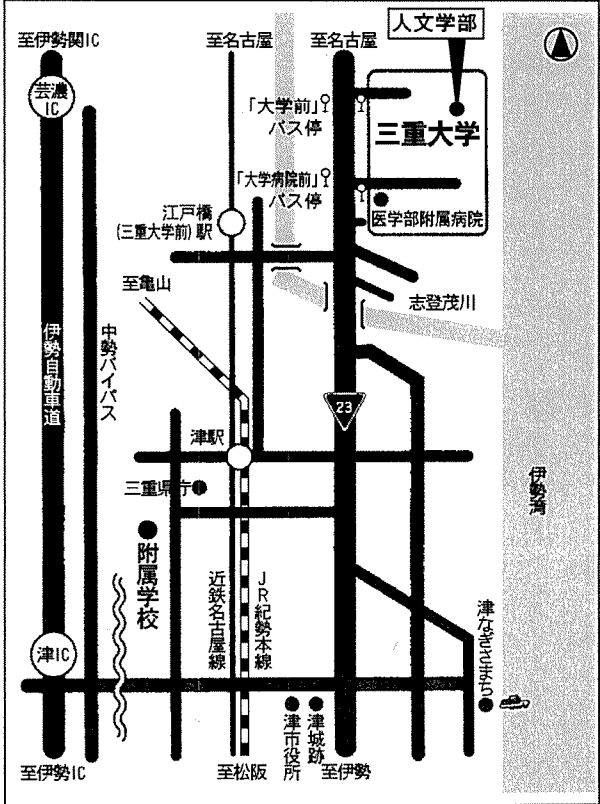 人文学部
至伊勢関IC
至名古屋
至名古屋
芸濃
IC
「大学前」
バス停
三重大学
「大学病院前」
バス停
医学部附属病院
江戸橋
(三重大学前)駅
至亀山
志登茂川
伊勢自動車道
中勢バイパス
23
津駅
三重県庁
伊勢湾
附属学校
近鉄名古屋線
JR紀勢本線
津なぎさまち
津IC
津市役所
津城跡
至伊勢IC
至松阪
至伊勢